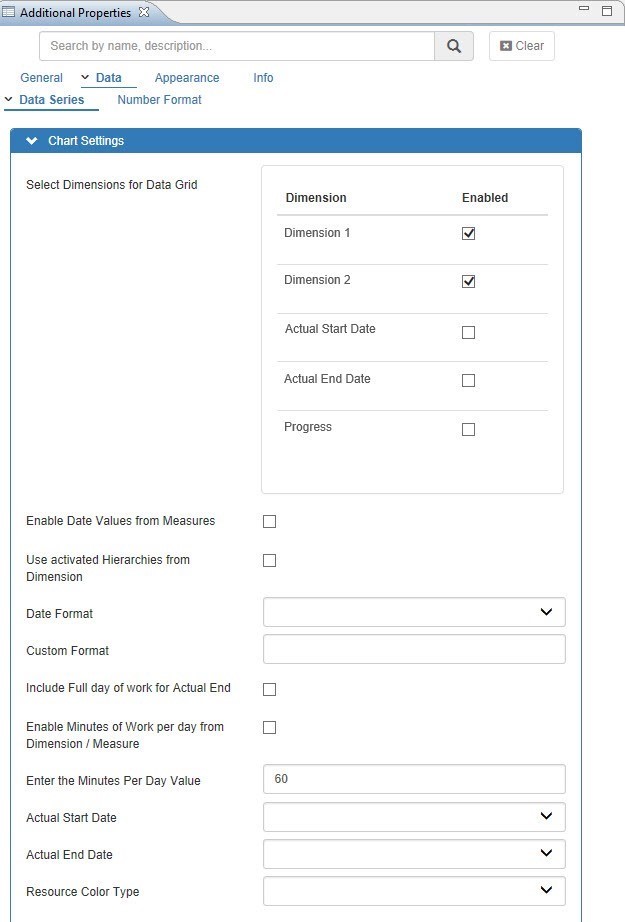 Additional Properties
Search by name, description...
Clear
General Data Appearance Info
Data Series Number Format
Chart Settings
Select Dimensions for Data Grid
Dimension Enabled
Dimension 1
Dimension 2
Actual Start Date
Actual End Date
Progress
Enable Date Values from Measures
Use activated Hierarchies from
Dimension
Date Format
Custom Format
Include Full day of work for Actual End
Enable Minutes of Work per day from
Dimension / Measure
Enter the Minutes Per Day Value 60
Actual Start Date
Actual End Date
Resource Color Type